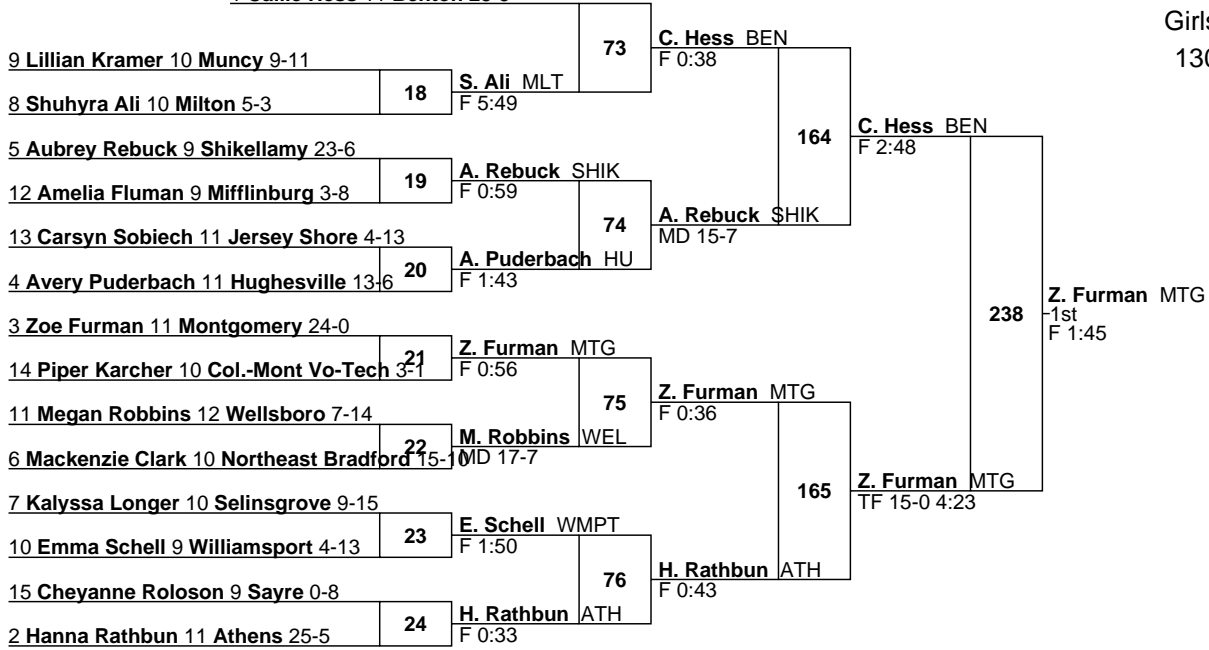 Girls
130
73
C. Hess BEN
F 0:38
9 Lillian Kramer 10 Muncy 9-11
18
S. Ali MLT
F 5:49
8 Shuhyra Ali 10 Milton 5-3
164
C. Hess BEN
F 2:48
5 Aubrey Rebuck 9 Shikellamy 23-6
19
A. Rebuck SHIK
F 0:59
12 Amelia Fluman 9 Mifflinburg 3-8
74
A. Rebuck SHIK
MD 15-7
13 Carsyn Sobiech 11 Jersey Shore 4-13
20
A. Puderbach HU
F 1:43
4 Avery Puderbach 11 Hughesville 13-6
238
Z. Furman MTG
1st
F 1:45
3 Zoe Furman 11 Montgomery 24-0
21
Z. Furman MTG
F 0:56
14 Piper Karcher 10 Col.-Mont Vo-Tech 3-1
75
Z. Furman MTG
F 0:36
11 Megan Robbins 12 Wellsboro 7-14
22
M. Robbins WEL
MD 17-7
6 Mackenzie Clark 10 Northeast Bradford 15-10
165
Z. Furman MTG
TF 15-0 4:23
7 Kalyssa Longer 10 Selinsgrove 9-15
23
E. Schell WMPT
F 1:50
10 Emma Schell 9 Williamsport 4-13
76
H. Rathbun ATH
F 0:43
15 Cheyanne Roloson 9 Sayre 0-8
24
H. Rathbun ATH
F 0:33
2 Hanna Rathbun 11 Athens 25-5